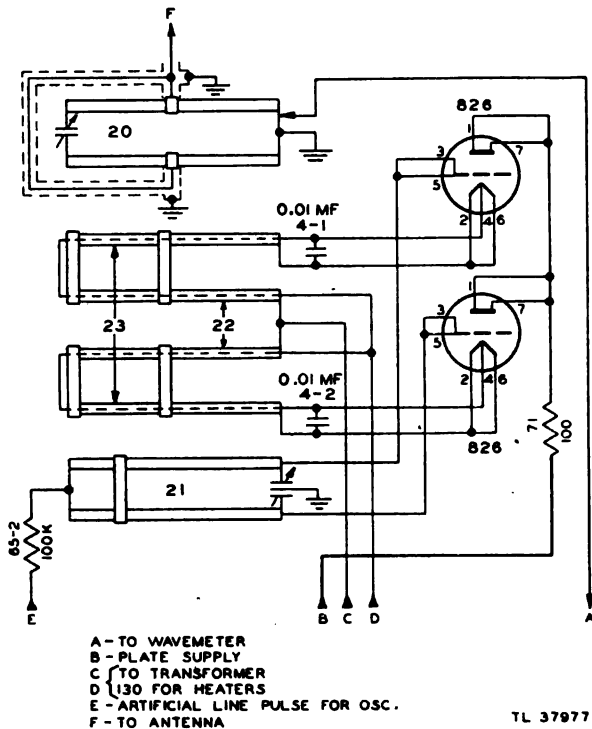 F
20
826
1
7
3
5
2 4 6
0.01 MF
4-1
1
7
3
5
2 4 6
826
23
22
0.01 MF
4-2
71
100
21
65-2
100K
E
B C D
A
A - TO WAVEMETER
B - PLATE SUPPLY
C { TO TRANSFORMER
D { 130 FOR HEATERS
E - ARTIFICIAL LINE PULSE FOR OSC.
F - TO ANTENNA
TL 37977